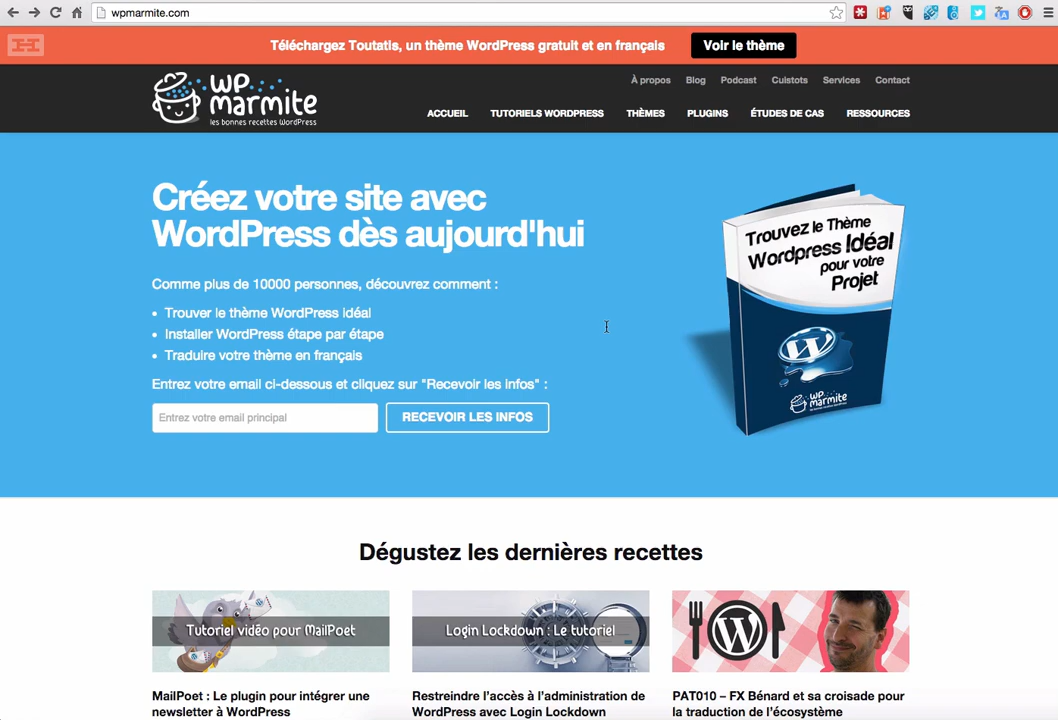 wpmarmite.com
Téléchargez Toutatis, un thème WordPress gratuit et en français
Voir le thème
À propos Blog Podcast Cuistots Services Contact
wp
marmite
les bonnes recettes WordPress
ACCUEIL TUTORIELS WORDPRESS THÈMES PLUGINS ÉTUDES DE CAS RESSOURCES
Créez votre site avec
WordPress dès aujourd'hui
Comme plus de 10000 personnes, découvrez comment :
• Trouver le thème WordPress idéal
• Installer WordPress étape par étape
• Traduire votre thème en français
Entrez votre email ci-dessous et cliquez sur "Recevoir les infos" :
Entrez votre email principal
RECEVOIR LES INFOS
Trouvez le Thème
Wordpress Idéal
pour votre
Projet
wp
marmite
les bonnes recettes WordPress
Dégustez les dernières recettes
Tutoriel vidéo pour MailPoet
Login Lockdown : Le tutoriel
MailPoet : Le plugin pour intégrer une
newsletter à WordPress
Restreindre l'accès à l'administration de
WordPress avec Login Lockdown
PAT010 – FX Bénard et sa croisade pour
la traduction de l'écosystème